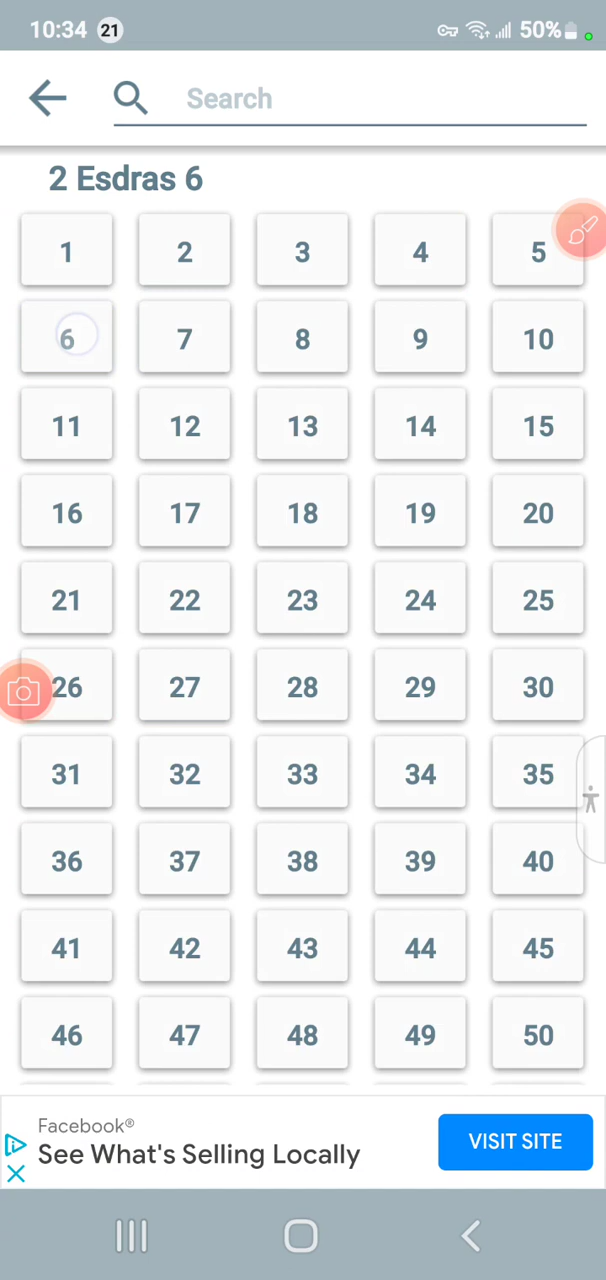 10:34 21 50%
Search
2 Esdras 6
1 2 3 4 5
6 7 8 9 10
11 12 13 14 15
16 17 18 19 20
21 22 23 24 25
26 27 28 29 30
31 32 33 34 35
36 37 38 39 40
41 42 43 44 45
46 47 48 49 50
Facebook®
See What's Selling Locally
VISIT SITE